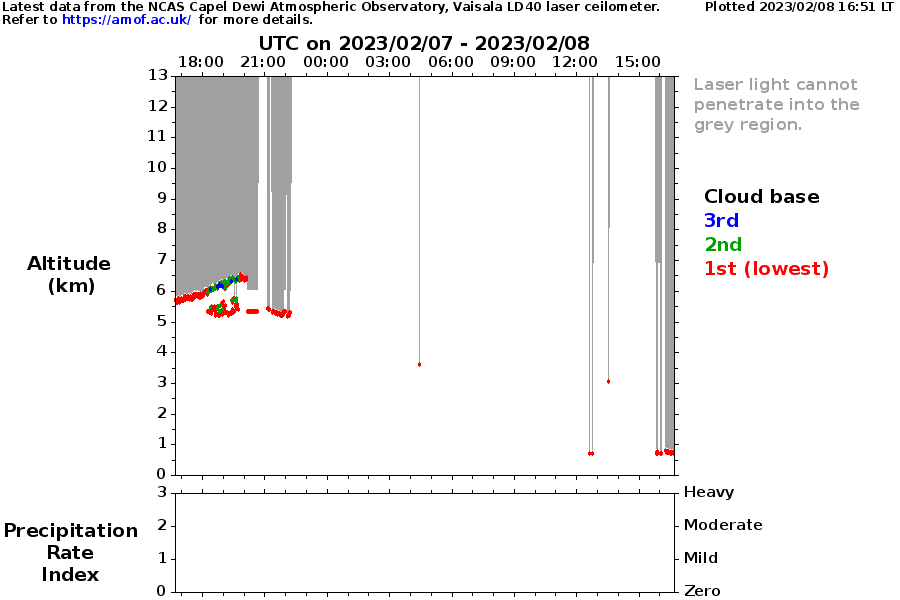 Latest data from the NCAS Capel Dewi Atmospheric Observatory, Vaisala LD40 laser ceilometer. Plotted 2023/02/08 16:51 LT
Refer to https://amof.ac.uk/ for more details.
UTC on 2023/02/07 - 2023/02/08
18:00 21:00 00:00 03:00 06:00 09:00 12:00 15:00
13
12
11
10
9
8
7
6
5
4
3
2
1
0
Altitude
(km)
Laser light cannot
penetrate into the
grey region.
Cloud base
3rd
2nd
1st (lowest)
3 Heavy
2 Moderate
1 Mild
0 Zero
Precipitation
Rate
Index